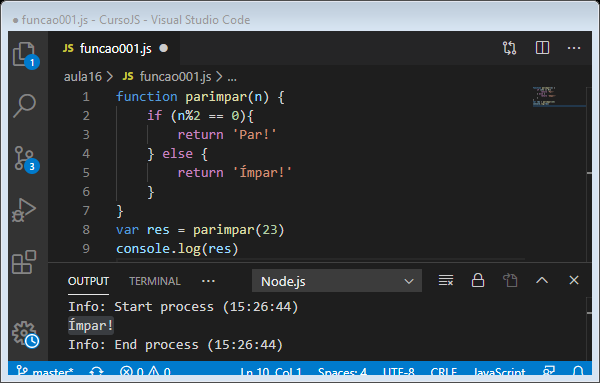 ● funcao001.js - CursoJS - Visual Studio Code
JS funcao001.js ●
aula16 > JS funcao001.js > ...
1 function parimpar(n) {
2 if (n%2 == 0){
3 return 'Par!'
4 } else {
5 return 'Ímpar!'
6 }
7 }
8 var res = parimpar(23)
9 console.log(res)
OUTPUT TERMINAL ··· Node.js
Info: Start process (15:26:44)
Ímpar!
Info: End process (15:26:44)
1
3
master* 0 0 Ln 10, Col 1 Spaces: 4 UTF-8 CRLF JavaScript